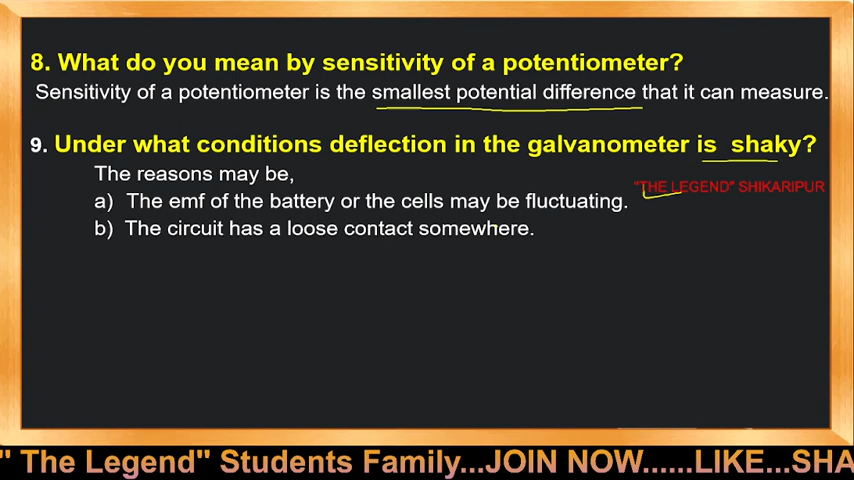 8. What do you mean by sensitivity of a potentiometer?
Sensitivity of a potentiometer is the smallest potential difference that it can measure.
9. Under what conditions deflection in the galvanometer is shaky?
The reasons may be,
"THE LEGEND" SHIKARIPUR
a) The emf of the battery or the cells may be fluctuating.
b) The circuit has a loose contact somewhere.
" The Legend" Students Family...JOIN NOW......LIKE...SHA